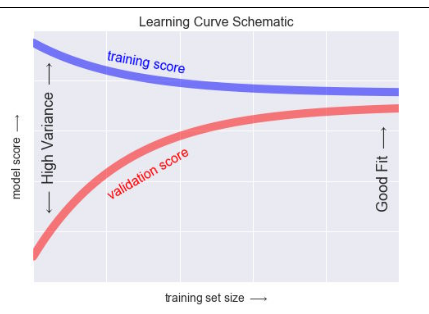 Learning Curve Schematic
training score
validation score
← High Variance →
Good Fit →
model score →
training set size →